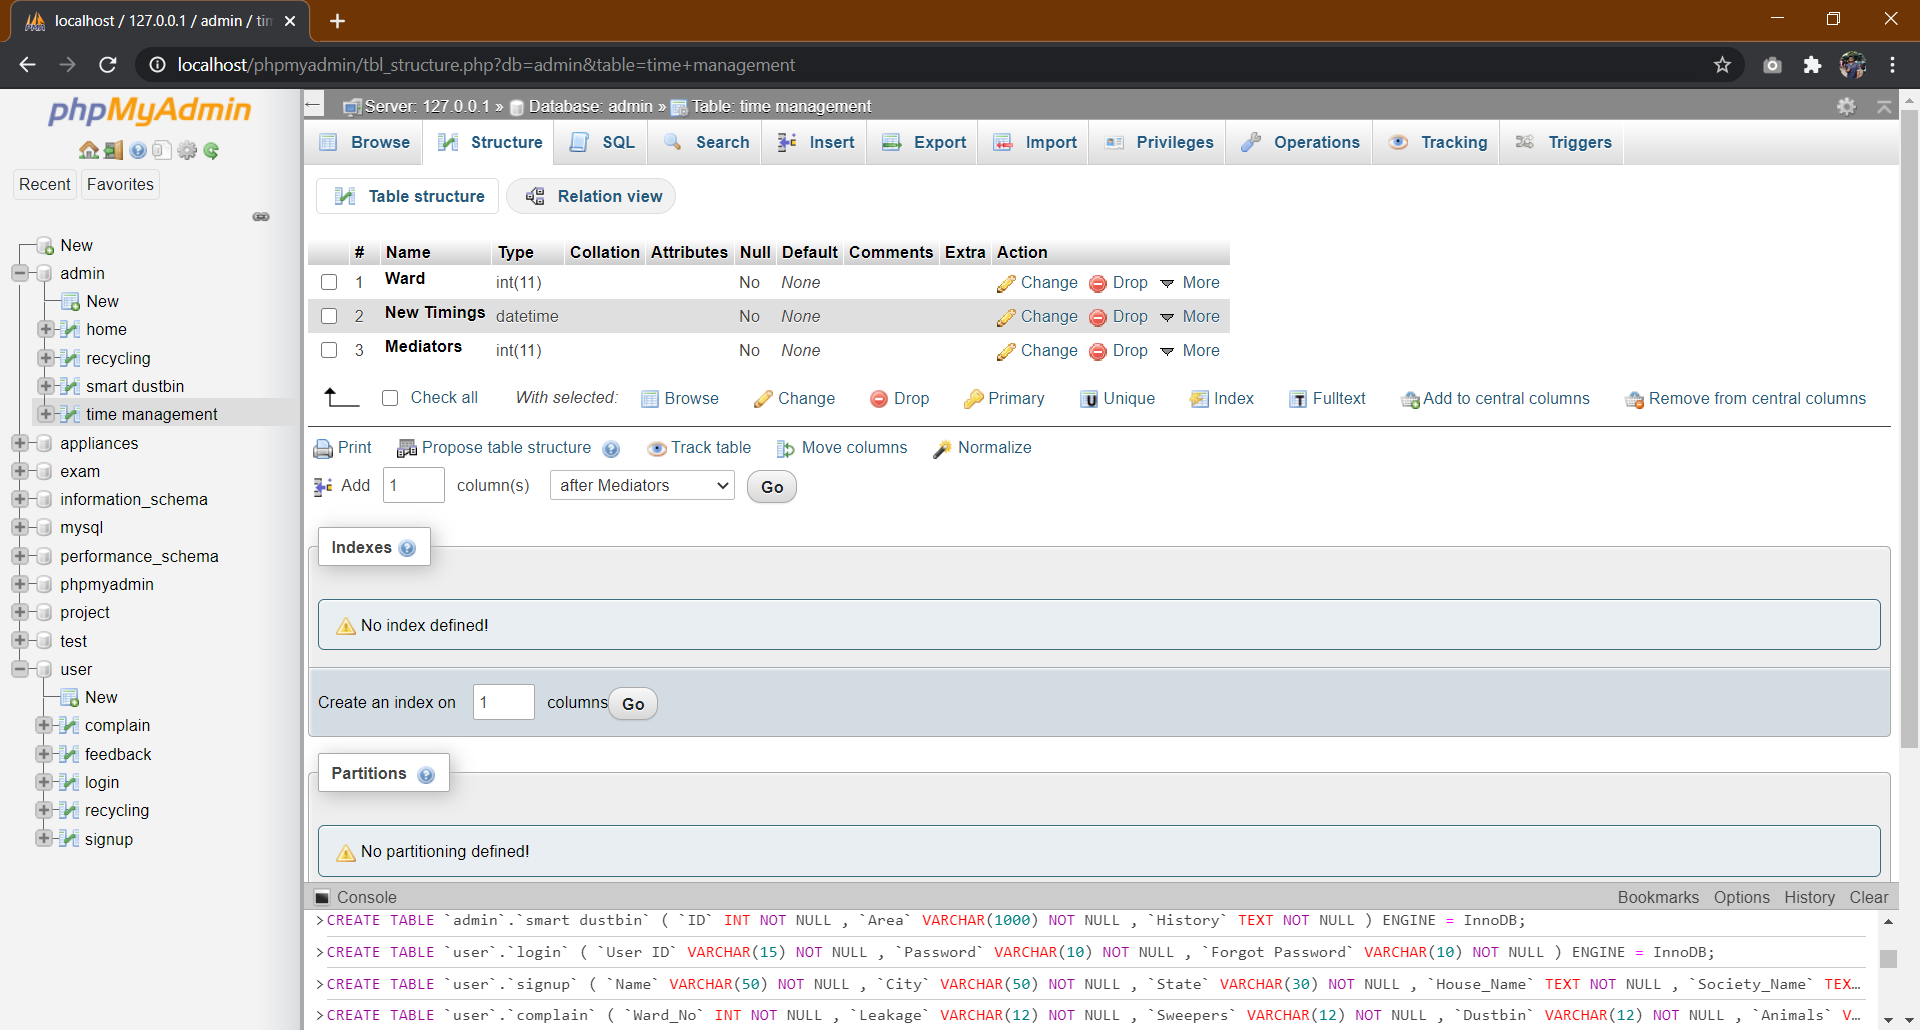 localhost / 127.0.0.1 / admin / tim
localhost/phpmyadmin/tbl_structure.php?db=admin&table=time+management
phpMyAdmin
Recent Favorites
New
admin
New
home
recycling
smart dustbin
time management
appliances
exam
information_schema
mysql
performance_schema
phpmyadmin
project
test
user
New
complain
feedback
login
recycling
signup
Server: 127.0.0.1 » Database: admin » Table: time management
Browse Structure SQL Search Insert Export Import Privileges Operations Tracking Triggers
Table structure Relation view
# Name Type Collation Attributes Null Default Comments Extra Action
1 Ward int(11) No None Change Drop More
2 New Timings datetime No None Change Drop More
3 Mediators int(11) No None Change Drop More
Check all With selected: Browse Change Drop Primary Unique Index Fulltext Add to central columns Remove from central columns
Print Propose table structure Track table Move columns Normalize
Add 1 column(s) after Mediators Go
Indexes
No index defined!
Create an index on 1 columns Go
Partitions
No partitioning defined!
Console Bookmarks Options History Clear
>CREATE TABLE `admin`.`smart dustbin` ( `ID` INT NOT NULL , `Area` VARCHAR(1000) NOT NULL , `History` TEXT NOT NULL ) ENGINE = InnoDB;
>CREATE TABLE `user`.`login` ( `User ID` VARCHAR(15) NOT NULL , `Password` VARCHAR(10) NOT NULL , `Forgot Password` VARCHAR(10) NOT NULL ) ENGINE = InnoDB;
>CREATE TABLE `user`.`signup` ( `Name` VARCHAR(50) NOT NULL , `City` VARCHAR(50) NOT NULL , `State` VARCHAR(30) NOT NULL , `House_Name` TEXT NOT NULL , `Society_Name` TEX…
>CREATE TABLE `user`.`complain` ( `Ward_No` INT NOT NULL , `Leakage` VARCHAR(12) NOT NULL , `Sweepers` VARCHAR(12) NOT NULL , `Dustbin` VARCHAR(12) NOT NULL , `Animals` V…